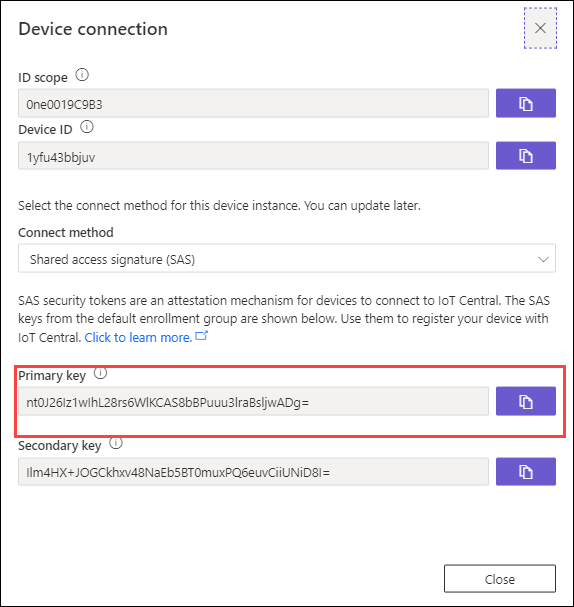 Device connection
ID scope
0ne0019C9B3
Device ID
1yfu43bbjuv
Select the connect method for this device instance. You can update later.
Connect method
Shared access signature (SAS)
SAS security tokens are an attestation mechanism for devices to connect to IoT Central. The SAS
keys from the default enrollment group are shown below. Use them to register your device with
IoT Central. Click to learn more.
Primary key
nt0J26Iz1wIhL28rs6WlKCAS8bBPuuu3lraBsljwADg=
Secondary key
Ilm4HX+JOGCkhxv48NaEb5BT0muxPQ6euvCiiUNiD8I=
Close